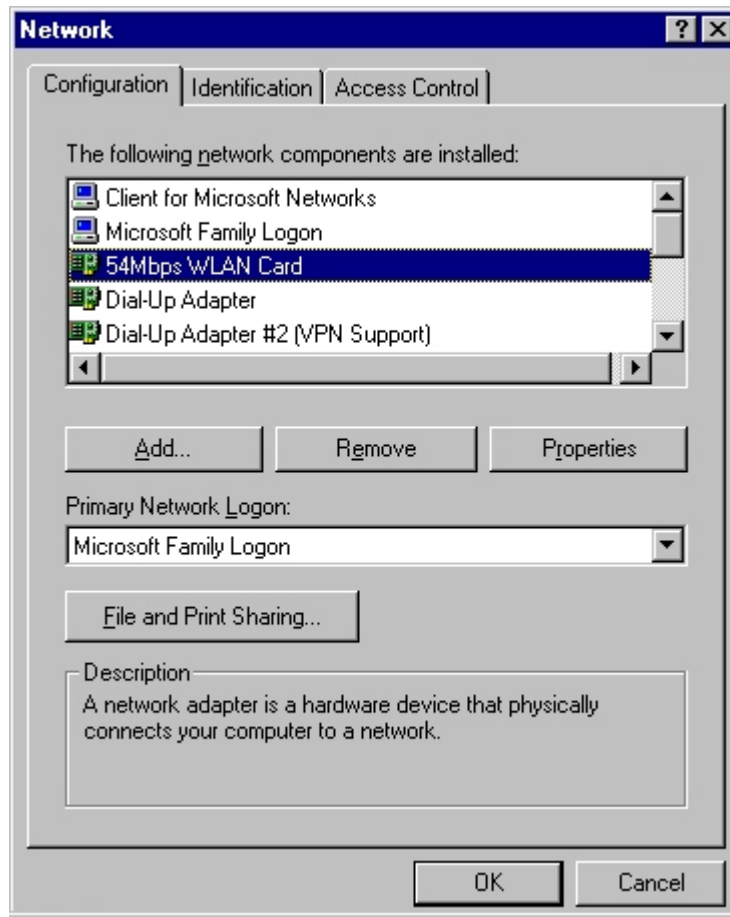 Network
Configuration
Identification
Access Control
The following network components are installed:
Client for Microsoft Networks
Microsoft Family Logon
54Mbps WLAN Card
Dial-Up Adapter
Dial-Up Adapter #2 (VPN Support)
Add...
Remove
Properties
Primary Network Logon:
Microsoft Family Logon
File and Print Sharing...
Description
A network adapter is a hardware device that physically
connects your computer to a network.
OK
Cancel